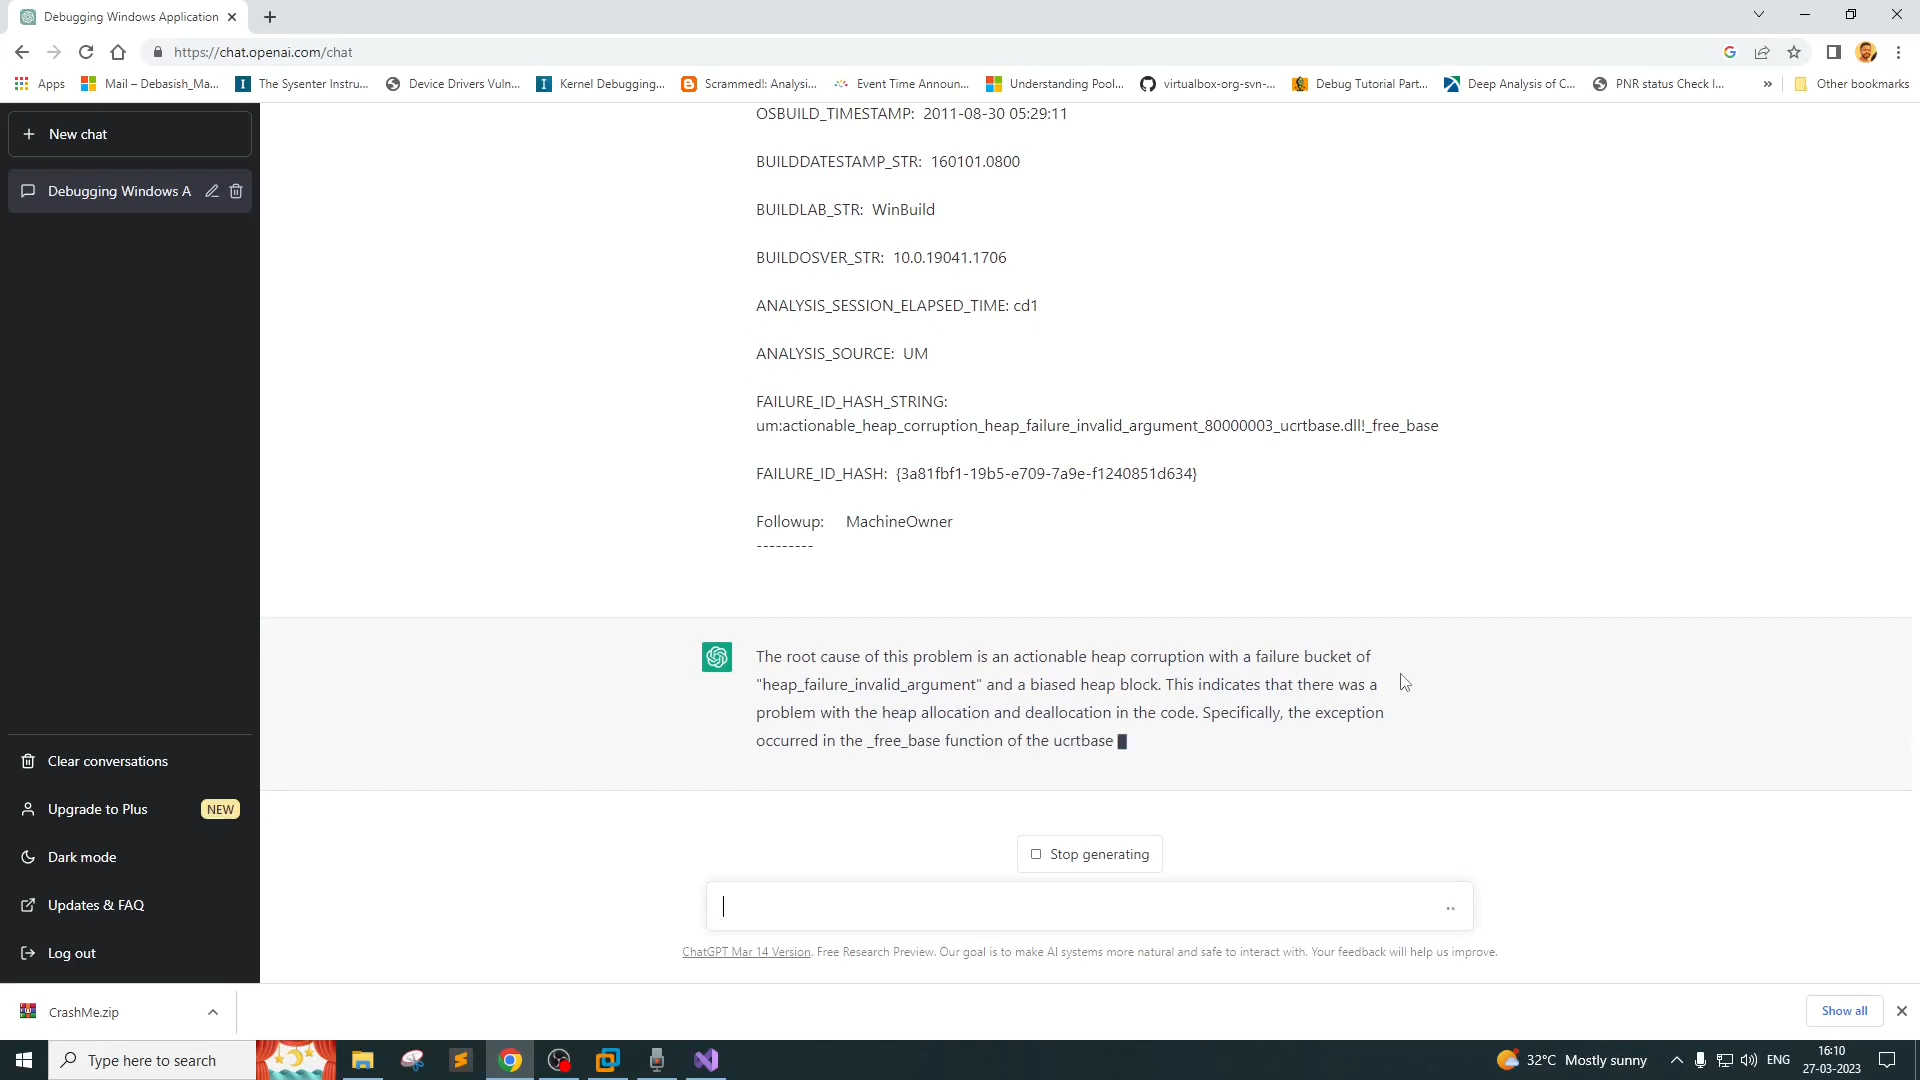 Debugging Windows Application
https://chat.openai.com/chat
Apps
Mail – Debasish_Ma...
The Sysenter Instru...
Device Drivers Vuln...
Kernel Debugging...
Scrammed!: Analysi...
Event Time Announ...
Understanding Pool...
virtualbox-org-svn-...
Debug Tutorial Part...
Deep Analysis of C...
PNR status Check I...
»
Other bookmarks
+ New chat
Debugging Windows A
Clear conversations
Upgrade to Plus
NEW
Dark mode
Updates & FAQ
Log out
OSBUILD_TIMESTAMP: 2011-08-30 05:29:11
BUILDDATESTAMP_STR: 160101.0800
BUILDLAB_STR: WinBuild
BUILDOSVER_STR: 10.0.19041.1706
ANALYSIS_SESSION_ELAPSED_TIME: cd1
ANALYSIS_SOURCE: UM
FAILURE_ID_HASH_STRING:
um:actionable_heap_corruption_heap_failure_invalid_argument_80000003_ucrtbase.dll!_free_base
FAILURE_ID_HASH: {3a81fbf1-19b5-e709-7a9e-f1240851d634}
Followup: MachineOwner
---------
The root cause of this problem is an actionable heap corruption with a failure bucket of
"heap_failure_invalid_argument" and a biased heap block. This indicates that there was a
problem with the heap allocation and deallocation in the code. Specifically, the exception
occurred in the _free_base function of the ucrtbase
Stop generating
ChatGPT Mar 14 Version. Free Research Preview. Our goal is to make AI systems more natural and safe to interact with. Your feedback will help us improve.
CrashMe.zip
Show all
Type here to search
32°C Mostly sunny
ENG
16:10
27-03-2023